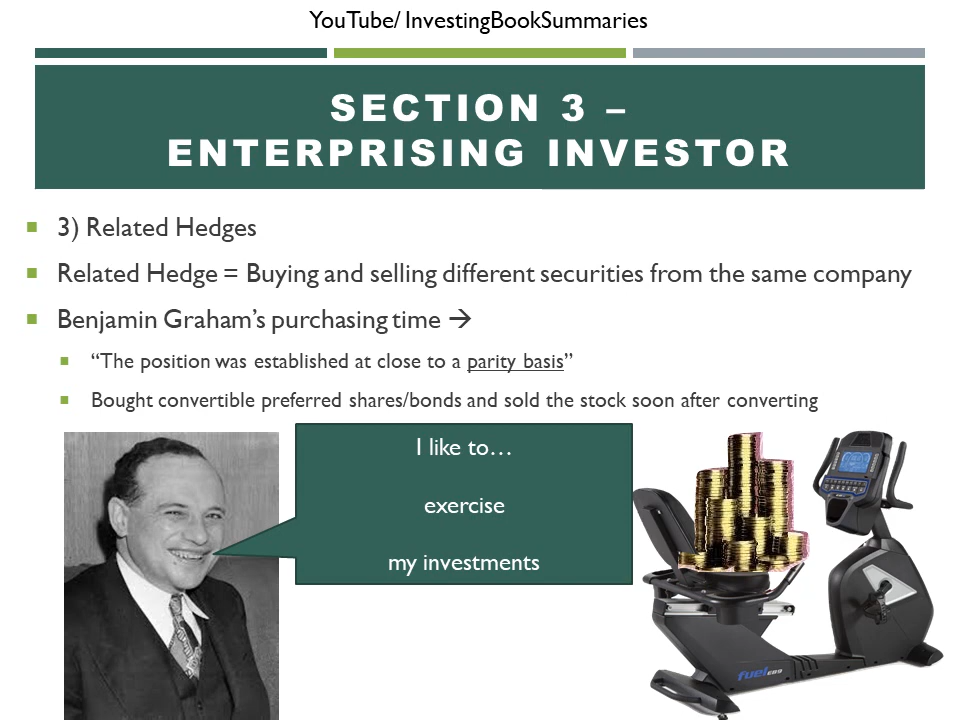 YouTube/ InvestingBookSummaries
SECTION 3 –
ENTERPRISING INVESTOR
3) Related Hedges
Related Hedge = Buying and selling different securities from the same company
Benjamin Graham’s purchasing time →
“The position was established at close to a parity basis”
Bought convertible preferred shares/bonds and sold the stock soon after converting
I like to…
exercise
my investments
fuel